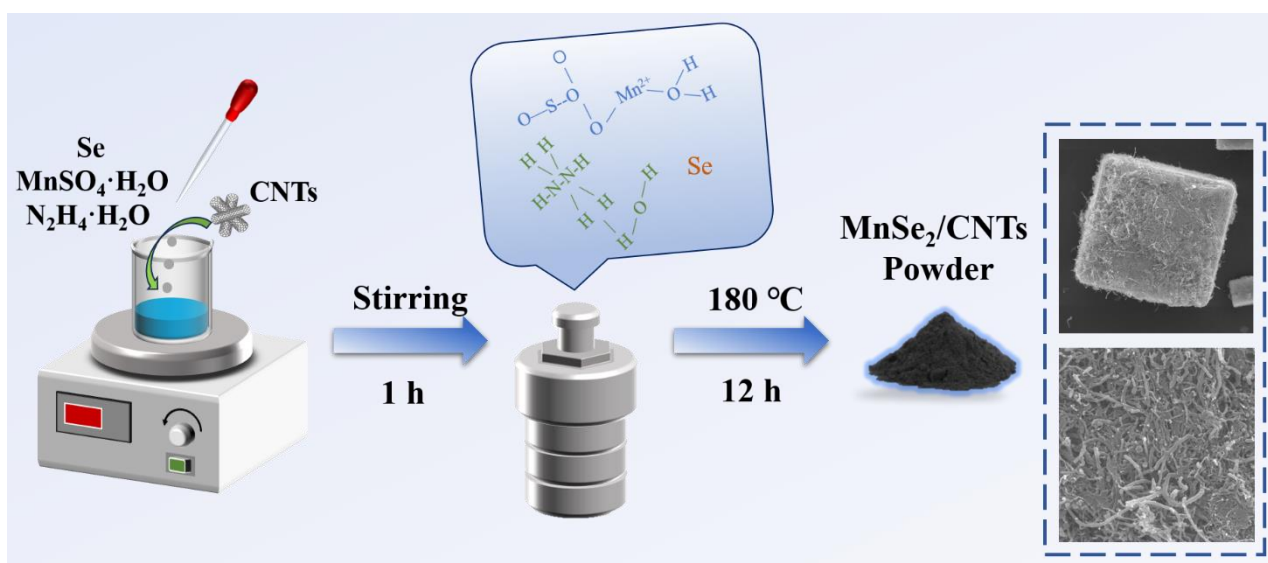 Se
MnSO₄·H₂O
N₂H₄·H₂O
CNTs
Stirring
1 h
O
O—S--O
O
Mn²⁺
O
H
H
H H
H-N-N-H
H
H
H
O
H
Se
180 °C
12 h
MnSe₂/CNTs
Powder